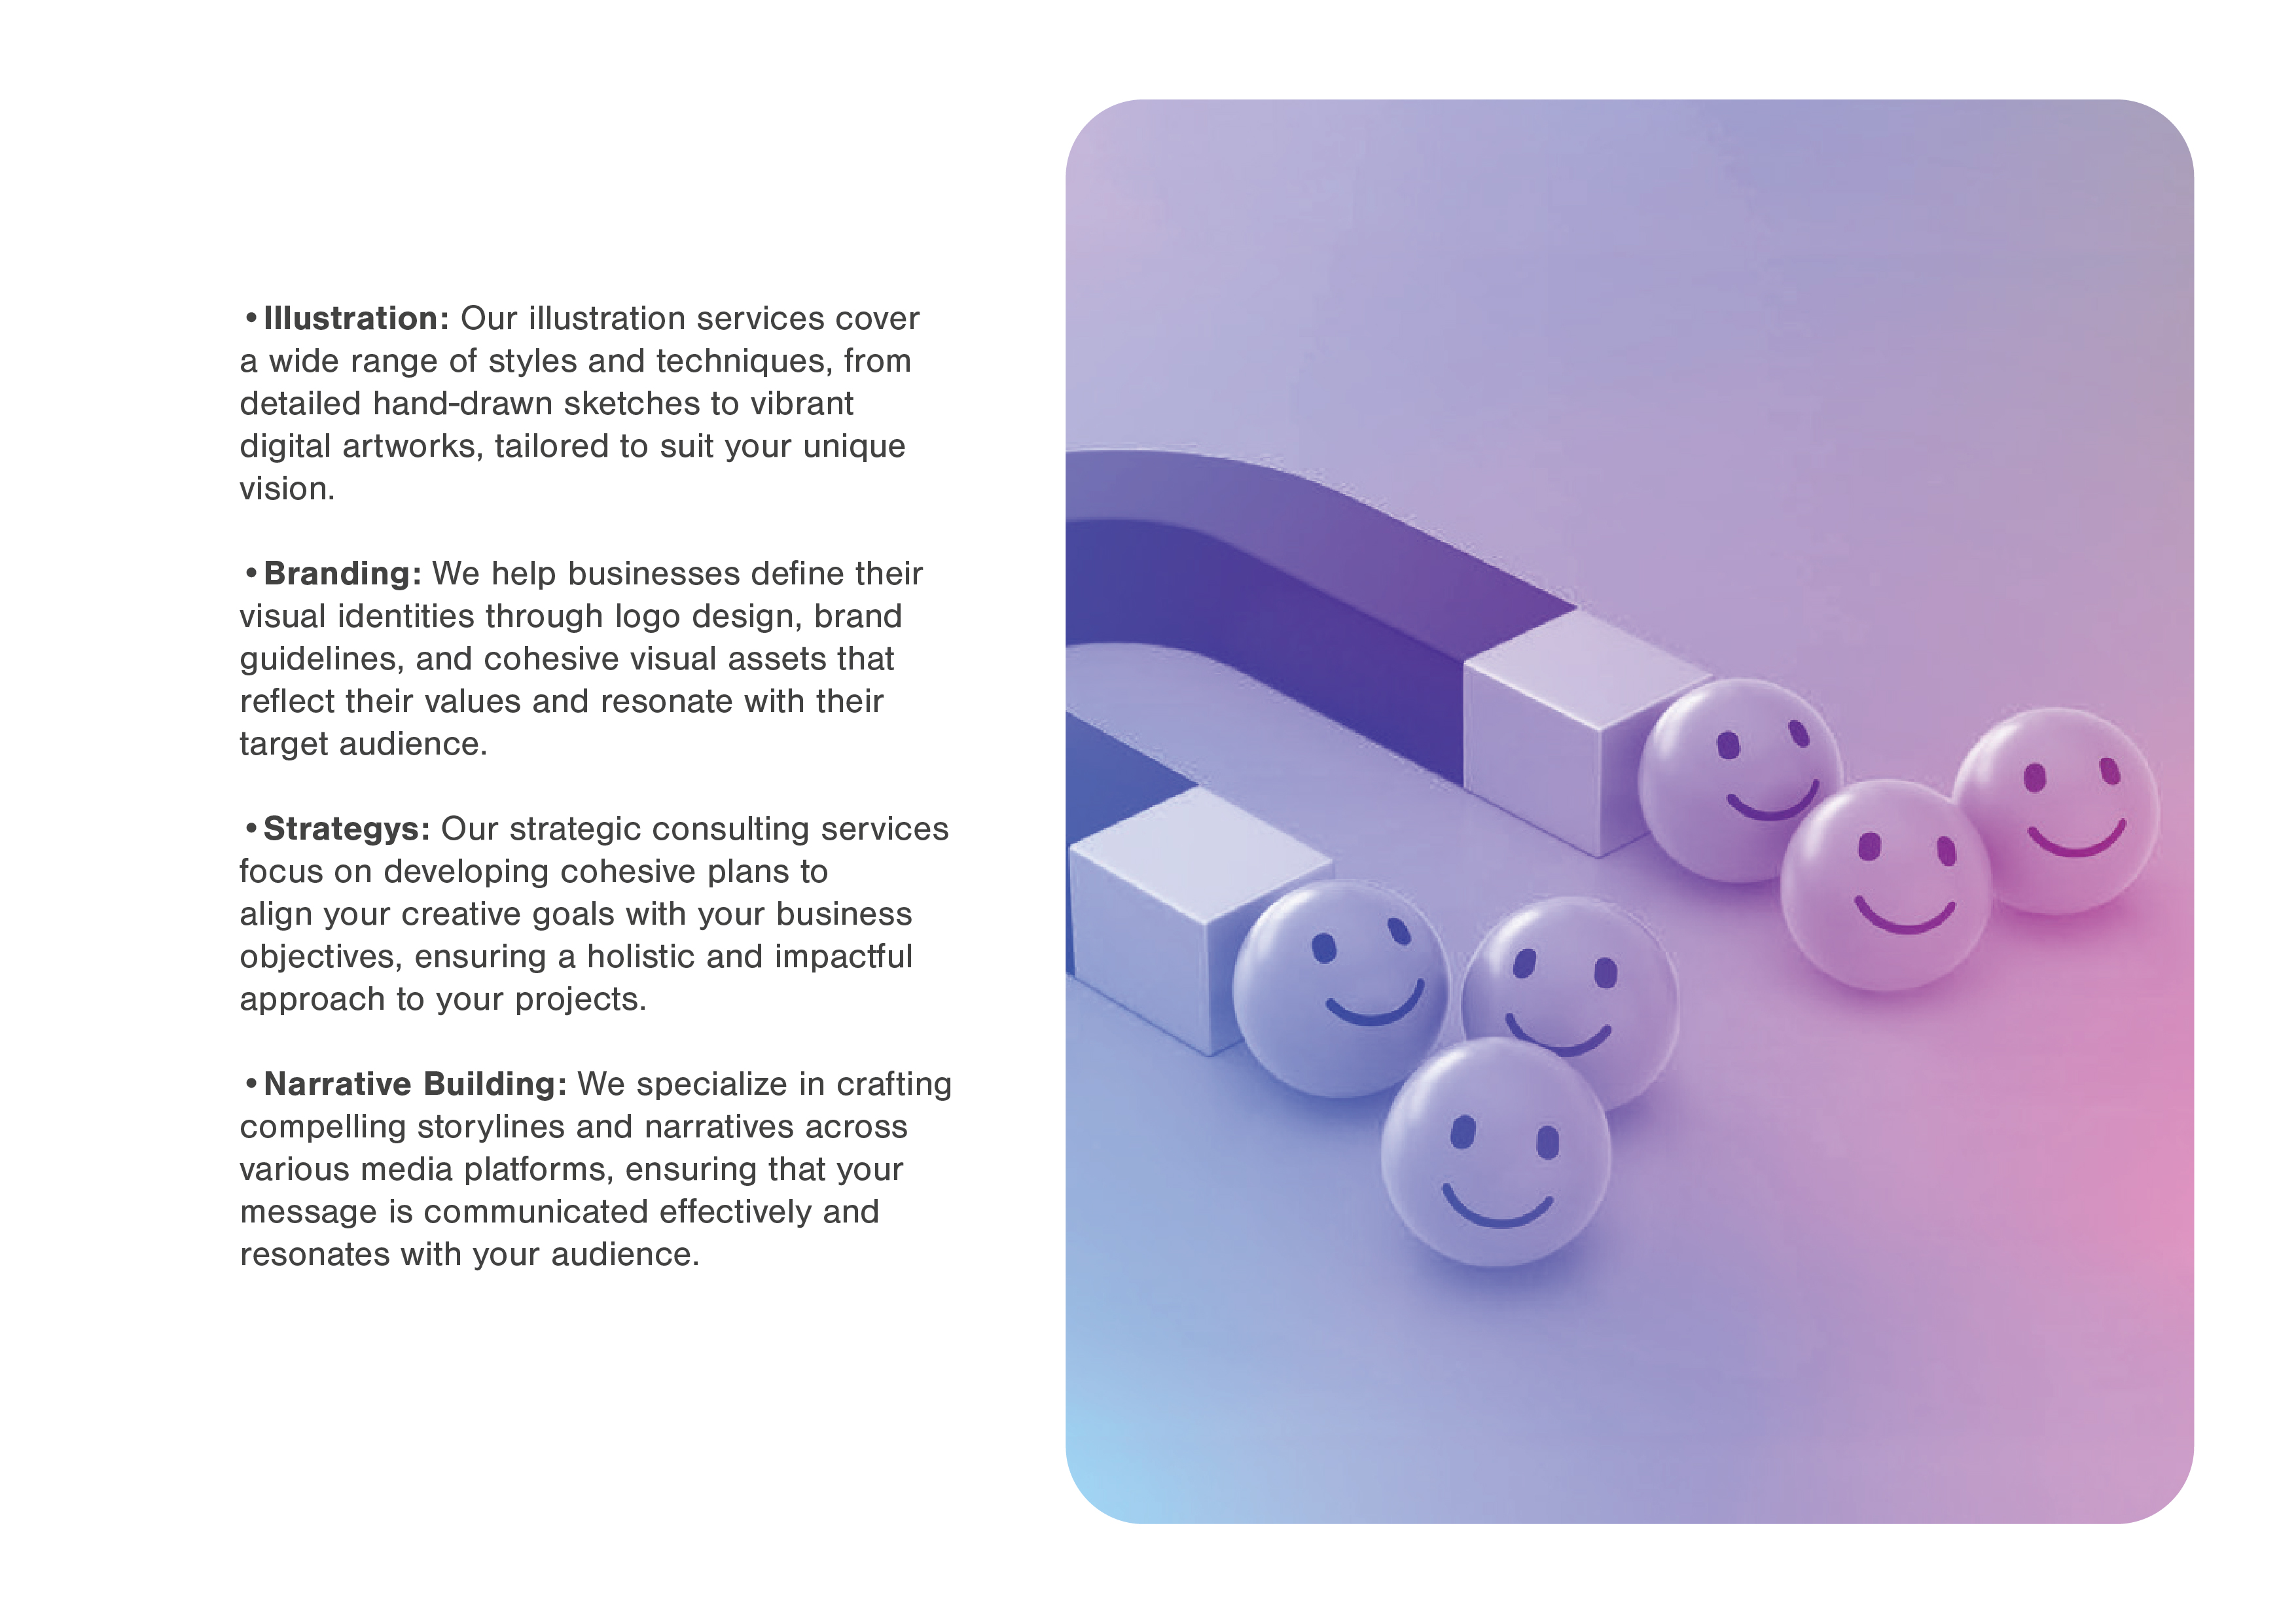 •Illustration: Our illustration services cover
a wide range of styles and techniques, from
detailed hand-drawn sketches to vibrant
digital artworks, tailored to suit your unique
vision.
•Branding: We help businesses define their
visual identities through logo design, brand
guidelines, and cohesive visual assets that
reflect their values and resonate with their
target audience.
•Strategys: Our strategic consulting services
focus on developing cohesive plans to
align your creative goals with your business
objectives, ensuring a holistic and impactful
approach to your projects.
•Narrative Building: We specialize in crafting
compelling storylines and narratives across
various media platforms, ensuring that your
message is communicated effectively and
resonates with your audience.